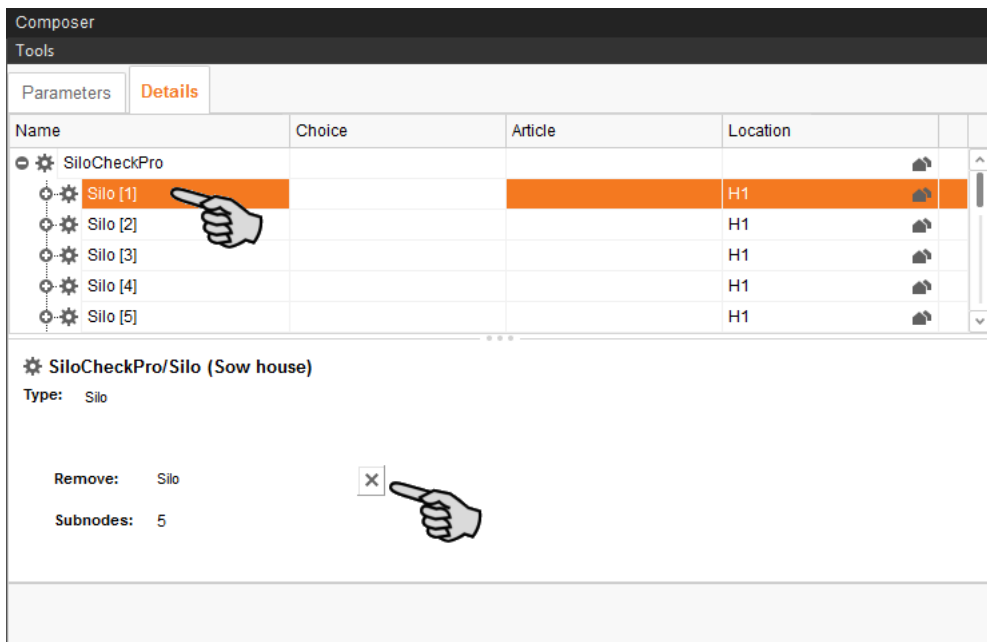 Composer
Tools
Parameters Details
Name Choice Article Location
SiloCheckPro
Silo [1] H1
Silo [2] H1
Silo [3] H1
Silo [4] H1
Silo [5] H1
SiloCheckPro/Silo (Sow house)
Type: Silo
Remove: Silo
Subnodes: 5